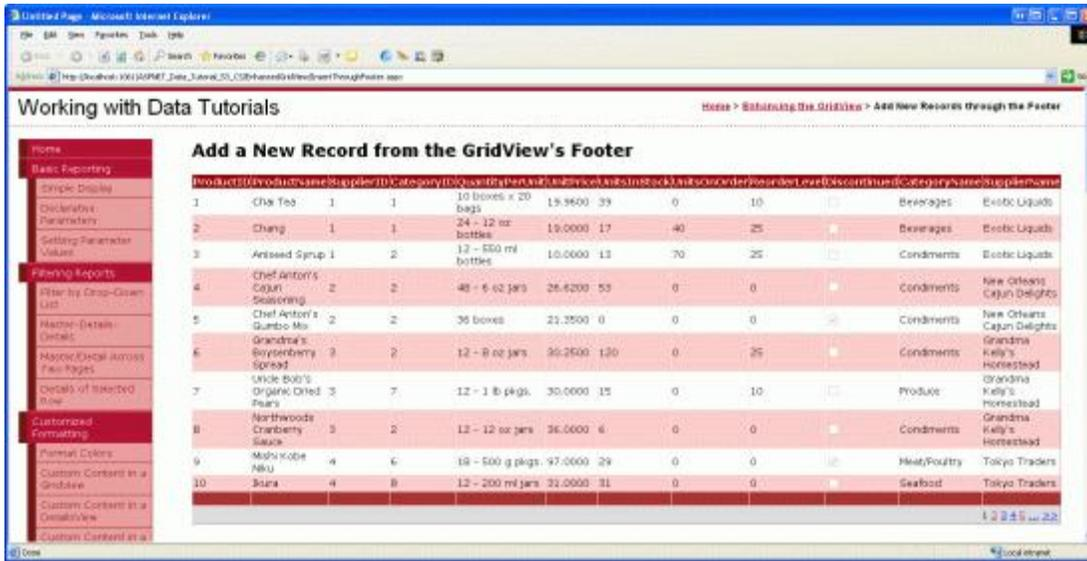 Untitled Page - Microsoft Internet Explorer
File Edit View Favorites Tools Help
Search Favorites
Working with Data Tutorials
Home > Enhancing the GridView > Add New Records through the Footer
Home
Basic Reporting
Simple Display
Declarative Parameters
Setting Parameter Values
Filtering Reports
Filter by Drop-Down List
Master-Details-Details
Master/Detail Across Two Pages
Details of Selected Row
Customized Formatting
Format Colors
Custom Content in a GridView
Custom Content in a DetailsView
Custom Content in a
Add a New Record from the GridView's Footer
ProductID ProductName SupplierID CategoryID QuantityPerUnit UnitPrice UnitsInStock UnitsOnOrder ReorderLevel Discontinued CategoryName SupplierName
1 Chai Tea 1 1 10 boxes x 20 bags 19.9600 39 0 10 Beverages Exotic Liquids
2 Chang 1 1 24 - 12 oz bottles 19.0000 17 40 25 Beverages Exotic Liquids
3 Aniseed Syrup 1 2 12 - 550 ml bottles 10.0000 13 70 25 Condiments Exotic Liquids
4 Chef Anton's Cajun Seasoning 2 2 48 - 6 oz jars 26.6200 53 0 0 Condiments New Orleans Cajun Delights
5 Chef Anton's Gumbo Mix 2 2 36 boxes 21.3500 0 0 0 Condiments New Orleans Cajun Delights
6 Grandma's Boysenberry Spread 3 2 12 - 8 oz jars 30.2500 120 0 25 Condiments Grandma Kelly's Homestead
7 Uncle Bob's Organic Dried Pears 3 7 12 - 1 lb pkgs. 30.0000 15 0 10 Produce Grandma Kelly's Homestead
8 Northwoods Cranberry Sauce 3 2 12 - 12 oz jars 36.0000 6 0 0 Condiments Grandma Kelly's Homestead
9 Mishi Kobe Niku 4 6 18 - 500 g pkgs. 97.0000 29 0 0 Meat/Poultry Tokyo Traders
10 Ikura 4 8 12 - 200 ml jars 31.0000 31 0 0 Seafood Tokyo Traders
1 2 3 4 5 ... >>
Done
Local intranet